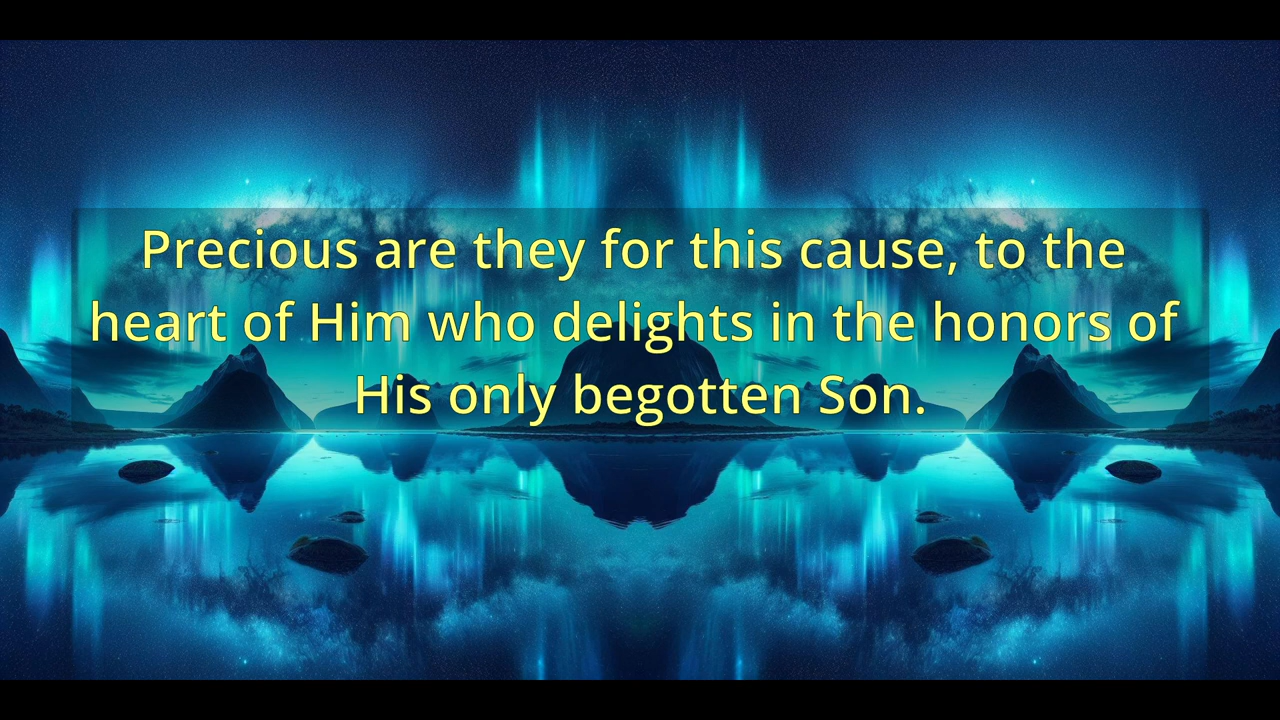 Precious are they for this cause, to the
heart of Him who delights in the honors of
His only begotten Son.